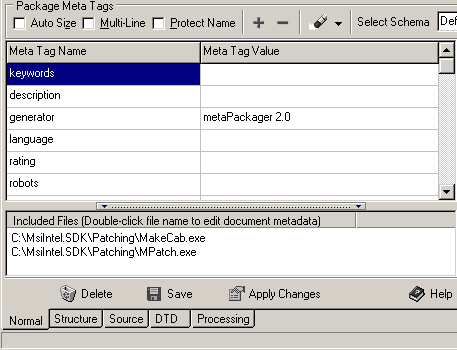 Package Meta Tags
Auto Size Multi-Line Protect Name Select Schema Def
Meta Tag Name Meta Tag Value
keywords
description
generator metaPackager 2.0
language
rating
robots
Included Files (Double-click file name to edit document metadata)
C:\MsiIntel.SDK\Patching\MakeCab.exe
C:\MsiIntel.SDK\Patching\MPatch.exe
Delete Save Apply Changes Help
Normal Structure Source DTD Processing